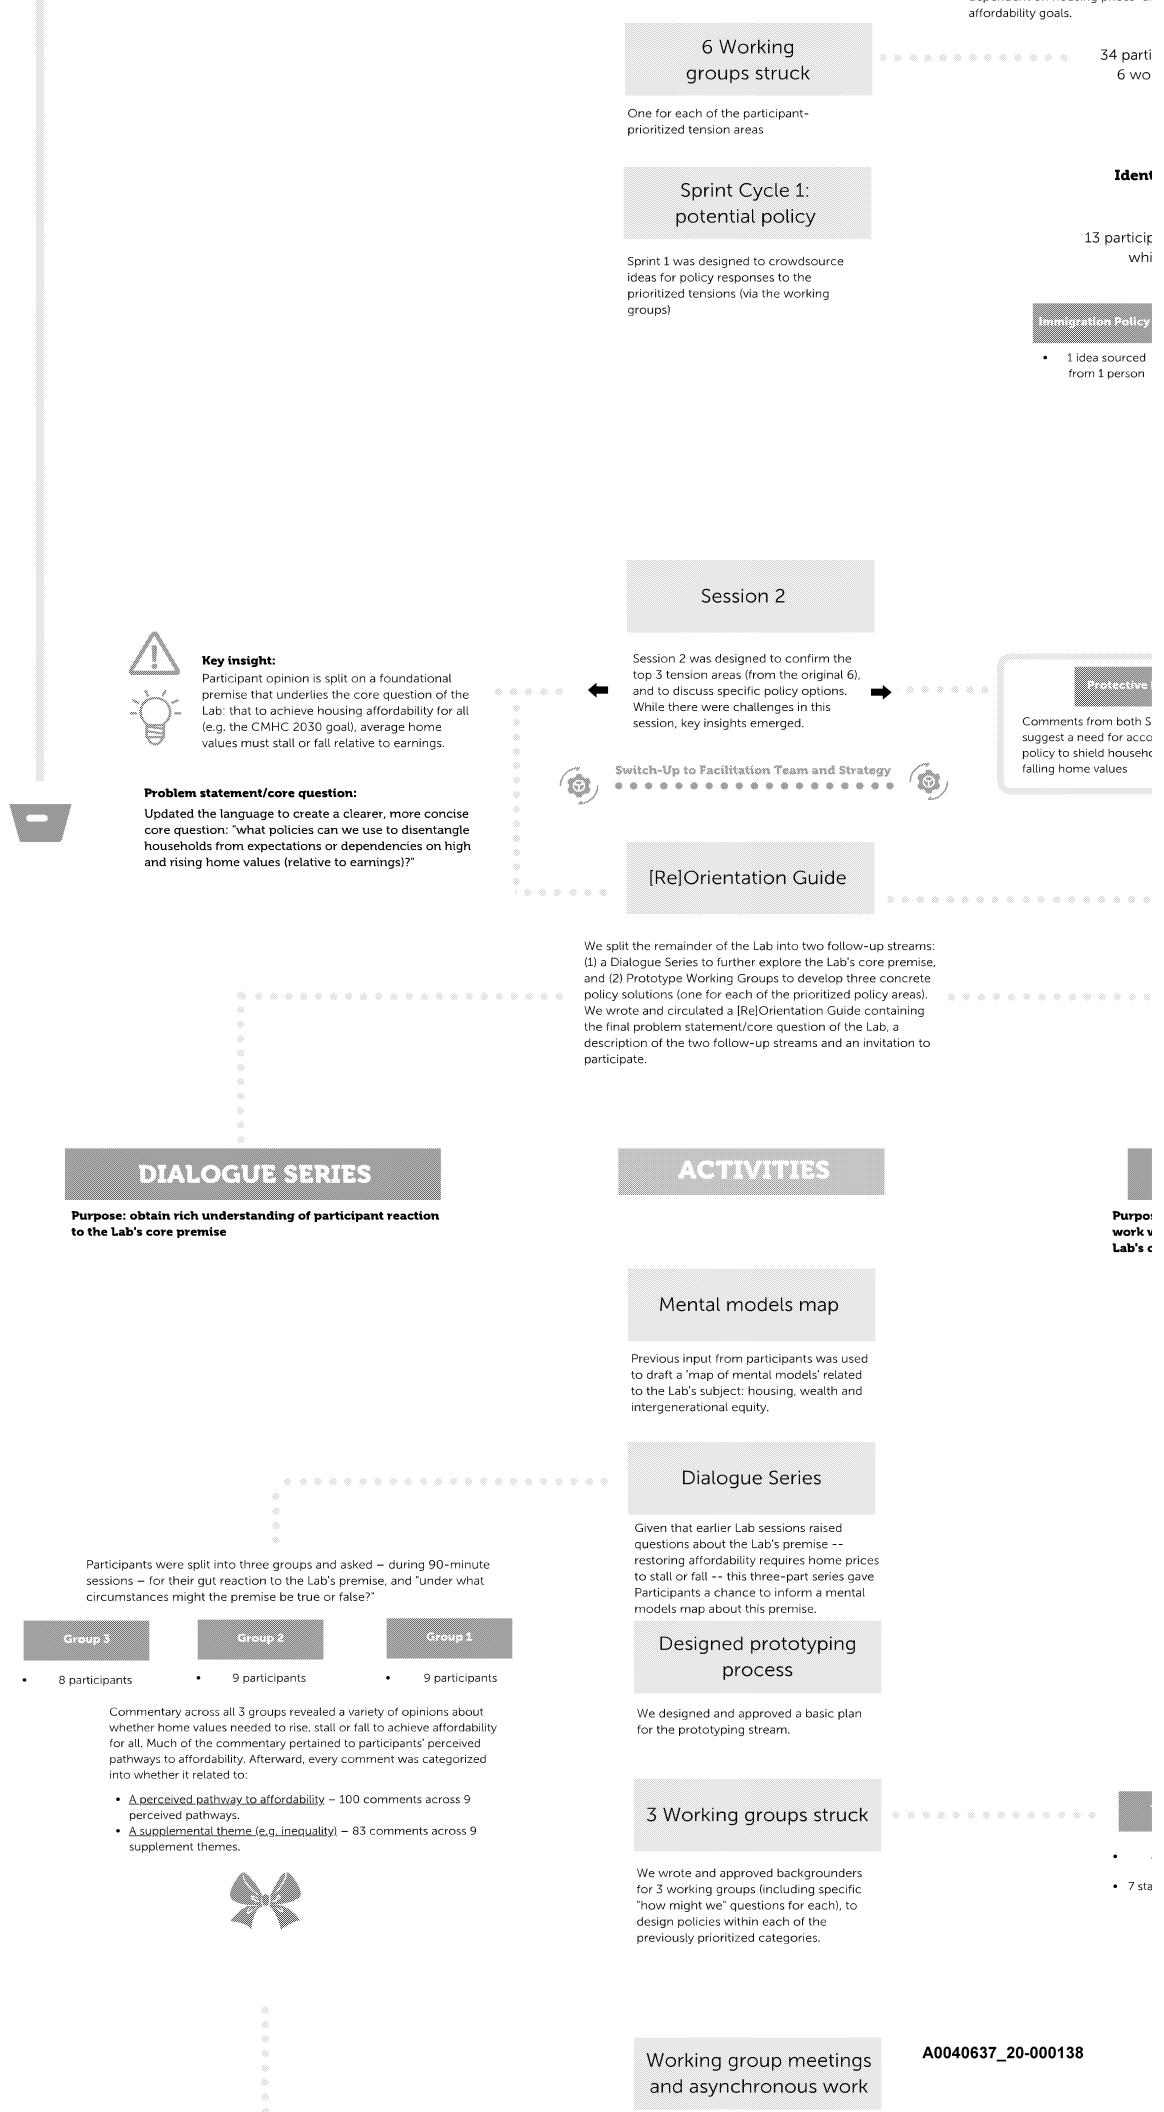 affordability goals.
6 Working
groups struck
34 parti
6 wo
One for each of the participant-
prioritized tension areas
Sprint Cycle 1:
potential policy
Ident
Sprint 1 was designed to crowdsource
ideas for policy responses to the
prioritized tensions (via the working
groups)
13 particip
whi
Immigration Policy
• 1 idea sourced
from 1 person
Session 2
Key insight:
Participant opinion is split on a foundational
premise that underlies the core question of the
Lab: that to achieve housing affordability for all
(e.g. the CMHC 2030 goal), average home
values must stall or fall relative to earnings.
Session 2 was designed to confirm the
top 3 tension areas (from the original 6),
and to discuss specific policy options.
While there were challenges in this
session, key insights emerged.
Protective
Comments from both S
suggest a need for acco
policy to shield househo
falling home values
Switch-Up to Facilitation Team and Strategy
Problem statement/core question:
Updated the language to create a clearer, more concise
core question: "what policies can we use to disentangle
households from expectations or dependencies on high
and rising home values (relative to earnings)?"
[Re]Orientation Guide
We split the remainder of the Lab into two follow-up streams:
(1) a Dialogue Series to further explore the Lab's core premise,
and (2) Prototype Working Groups to develop three concrete
policy solutions (one for each of the prioritized policy areas).
We wrote and circulated a [Re]Orientation Guide containing
the final problem statement/core question of the Lab, a
description of the two follow-up streams and an invitation to
participate.
DIALOGUE SERIES
Purpose: obtain rich understanding of participant reaction
to the Lab's core premise
ACTIVITIES
Purpos
work w
Lab's c
Mental models map
Previous input from participants was used
to draft a 'map of mental models' related
to the Lab's subject: housing, wealth and
intergenerational equity.
Dialogue Series
Given that earlier Lab sessions raised
questions about the Lab's premise --
restoring affordability requires home prices
to stall or fall -- this three-part series gave
Participants a chance to inform a mental
models map about this premise.
Participants were split into three groups and asked – during 90-minute
sessions – for their gut reaction to the Lab's premise, and "under what
circumstances might the premise be true or false?"
Group 3
Group 2
Group 1
• 8 participants
• 9 participants
• 9 participants
Commentary across all 3 groups revealed a variety of opinions about
whether home values needed to rise, stall or fall to achieve affordability
for all. Much of the commentary pertained to participants' perceived
pathways to affordability. Afterward, every comment was categorized
into whether it related to:
• A perceived pathway to affordability – 100 comments across 9
perceived pathways.
• A supplemental theme (e.g. inequality) – 83 comments across 9
supplement themes.
Designed prototyping
process
We designed and approved a basic plan
for the prototyping stream.
3 Working groups struck
We wrote and approved backgrounders
for 3 working groups (including specific
"how might we" questions for each), to
design policies within each of the
previously prioritized categories.
• 7 sta
Working group meetings
and asynchronous work
A0040637_20-000138